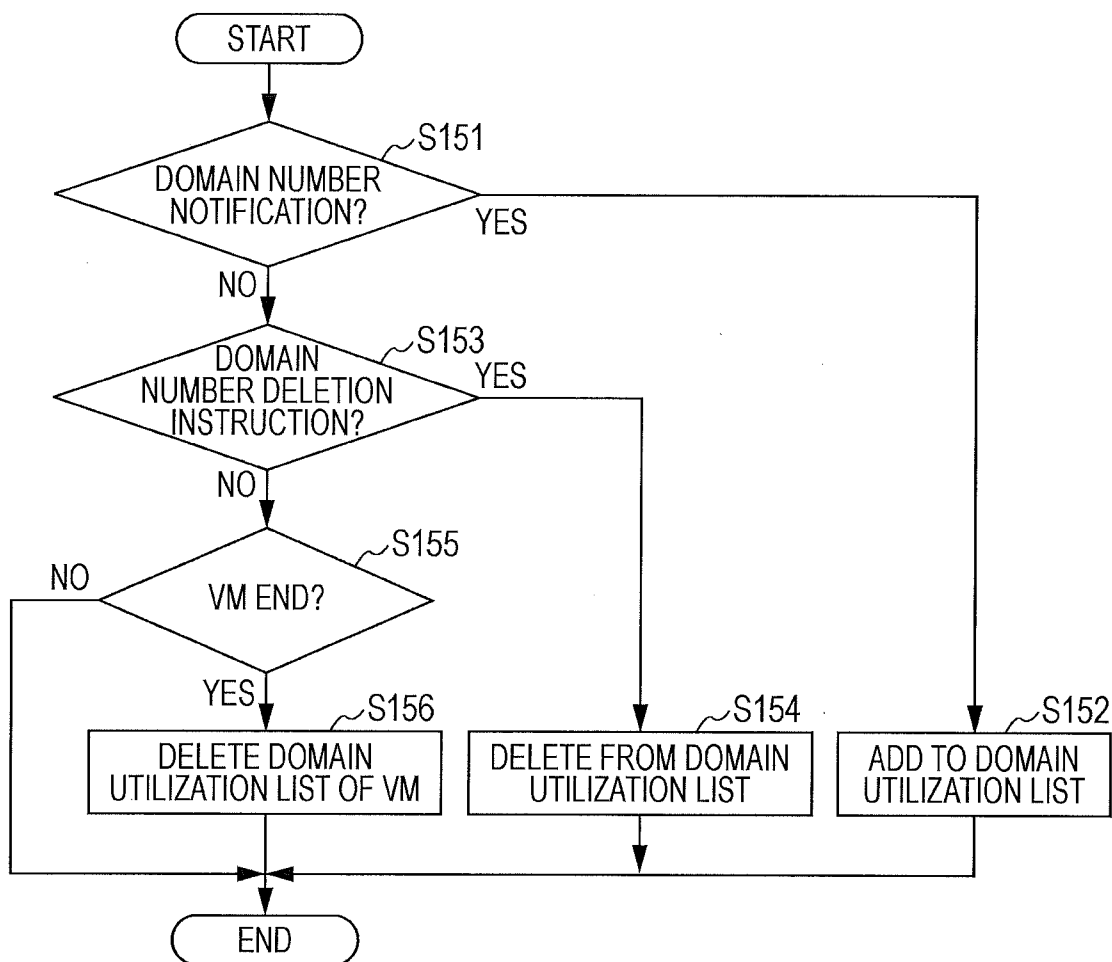 START
S151
DOMAIN NUMBER
NOTIFICATION?
YES
NO
S153
DOMAIN
NUMBER DELETION
INSTRUCTION?
YES
NO
S155
NO
VM END?
YES
S156
DELETE DOMAIN
UTILIZATION LIST OF VM
S154
DELETE FROM DOMAIN
UTILIZATION LIST
S152
ADD TO DOMAIN
UTILIZATION LIST
END